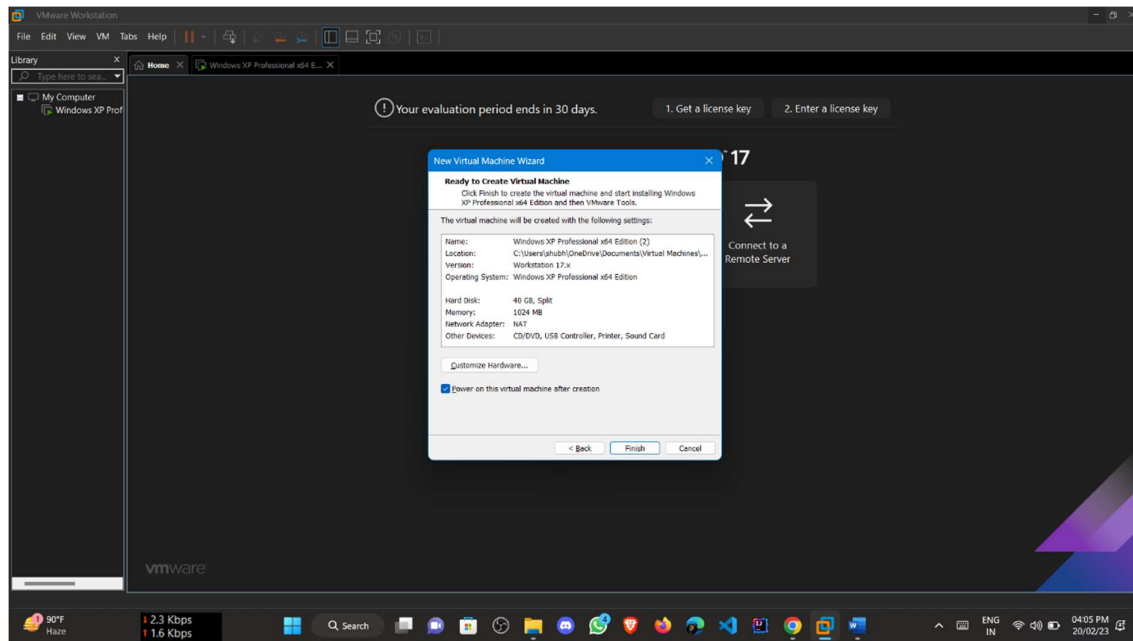 VMware Workstation
File Edit View VM Tabs Help
Library X
Type here to sea...
My Computer
Windows XP Prof
Home X
Windows XP Professional x64 E... X
Your evaluation period ends in 30 days.
1. Get a license key
2. Enter a license key
17
Connect to a
Remote Server
New Virtual Machine Wizard
Ready to Create Virtual Machine
Click Finish to create the virtual machine and start installing Windows
XP Professional x64 Edition and then VMware Tools.
The virtual machine will be created with the following settings:
Name: Windows XP Professional x64 Edition (2)
Location: C:\Users\shubh\OneDrive\Documents\Virtual Machines\...
Version: Workstation 17.x
Operating System: Windows XP Professional x64 Edition
Hard Disk: 40 GB, Split
Memory: 1024 MB
Network Adapter: NAT
Other Devices: CD/DVD, USB Controller, Printer, Sound Card
Customize Hardware...
Power on this virtual machine after creation
< Back Finish Cancel
vmware
1
90°F
Haze
2.3 Kbps
1.6 Kbps
Search
ENG
IN
04:05 PM
20/02/23